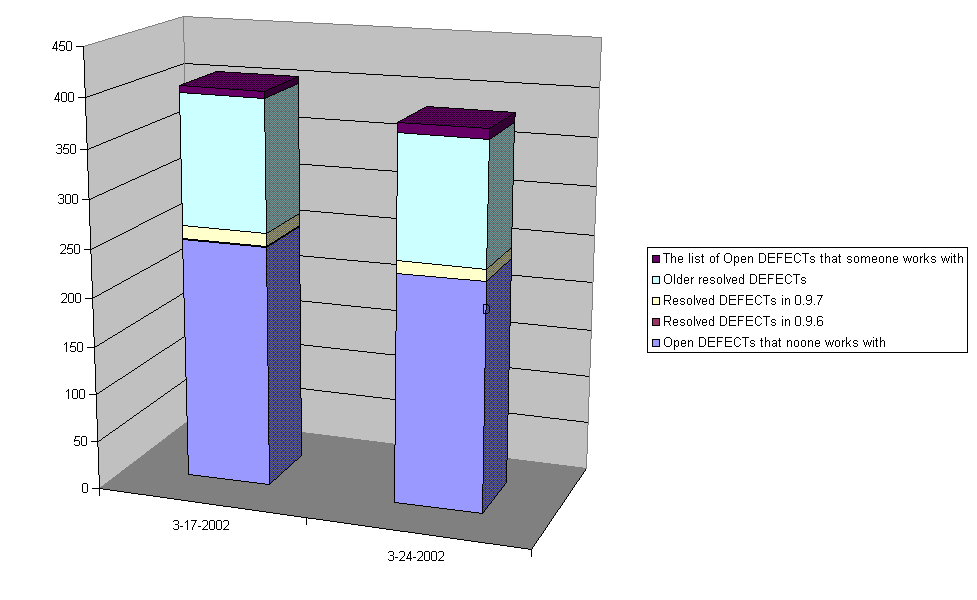 450
400
350
300
250
200
150
100
50
0
3-17-2002
3-24-2002
The list of Open DEFECTs that someone works with
Older resolved DEFECTs
Resolved DEFECTs in 0.9.7
Resolved DEFECTs in 0.9.6
Open DEFECTs that noone works with